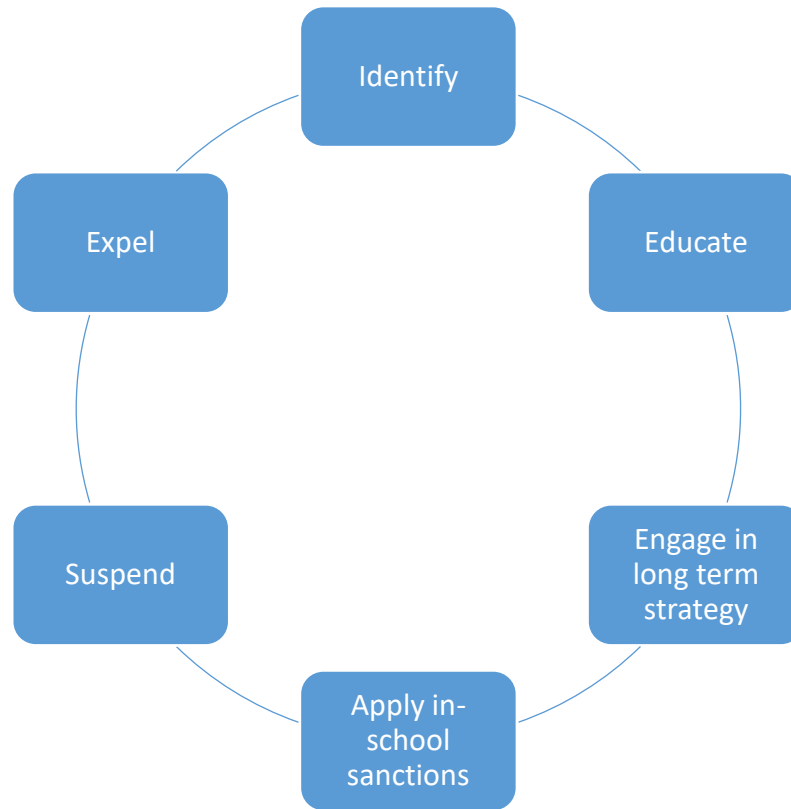 Identify
Educate
Engage in
long term
strategy
Apply in-
school
sanctions
Suspend
Expel